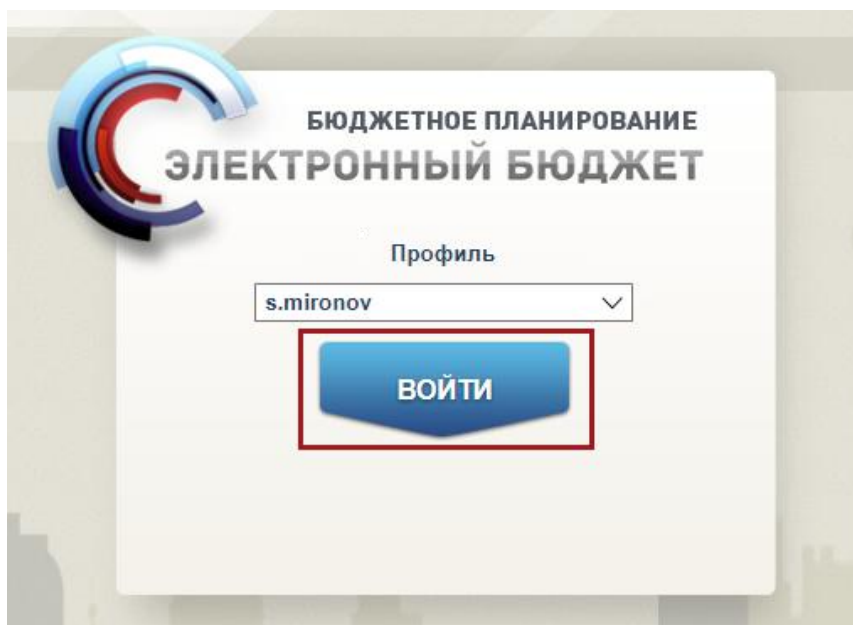 БЮДЖЕТНОЕ ПЛАНИРОВАНИЕ
ЭЛЕКТРОННЫЙ БЮДЖЕТ
Профиль
s.mironov
ВОЙТИ